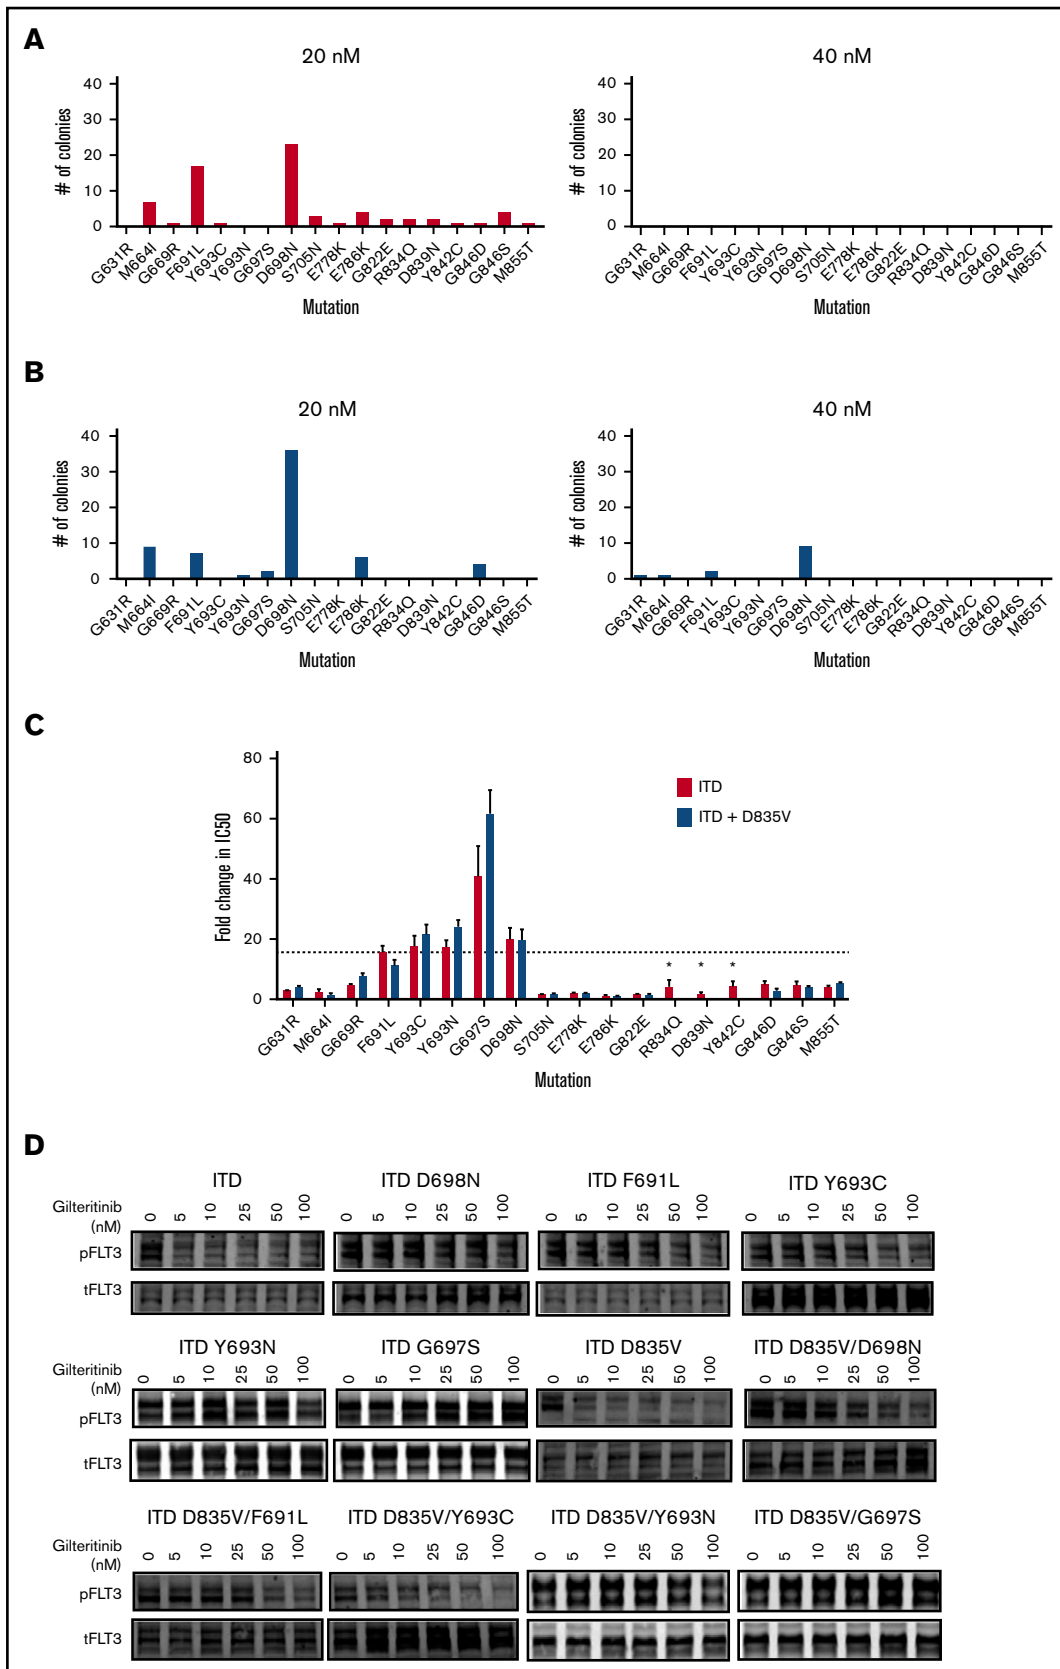 A
20 nM
40 nM
# of colonies
40
30
20
10
0
G631R M664I G669R F691L Y693C Y693N G697S D698N S705N E778K E786K G822E R834Q D839N Y842C G846D G846S M855T
Mutation
# of colonies
40
30
20
10
0
G631R M664I G669R F691L Y693C Y693N G697S D698N S705N E778K E786K G822E R834Q D839N Y842C G846D G846S M855T
Mutation
B
20 nM
40 nM
# of colonies
40
30
20
10
0
G631R M664I G669R F691L Y693C Y693N G697S D698N S705N E778K E786K G822E R834Q D839N Y842C G846D G846S M855T
Mutation
# of colonies
40
30
20
10
0
G631R M664I G669R F691L Y693C Y693N G697S D698N S705N E778K E786K G822E R834Q D839N Y842C G846D G846S M855T
Mutation
C
Fold change in IC50
80
60
40
20
0
ITD
ITD + D835V
* * *
G631R M664I G669R F691L Y693C Y693N G697S D698N S705N E778K E786K G822E R834Q D839N Y842C G846D G846S M855T
Mutation
D
ITD ITD D698N ITD F691L ITD Y693C
Gilteritinib
(nM)
0 5 10 25 50 100 0 5 10 25 50 100 0 5 10 25 50 100 0 5 10 25 50 100
pFLT3
tFLT3
ITD Y693N ITD G697S ITD D835V ITD D835V/D698N
Gilteritinib
(nM)
0 5 10 25 50 100 0 5 10 25 50 100 0 5 10 25 50 100 0 5 10 25 50 100
pFLT3
tFLT3
ITD D835V/F691L ITD D835V/Y693C ITD D835V/Y693N ITD D835V/G697S
Gilteritinib
(nM)
0 5 10 25 50 100 0 5 10 25 50 100 0 5 10 25 50 100 0 5 10 25 50 100
pFLT3
tFLT3